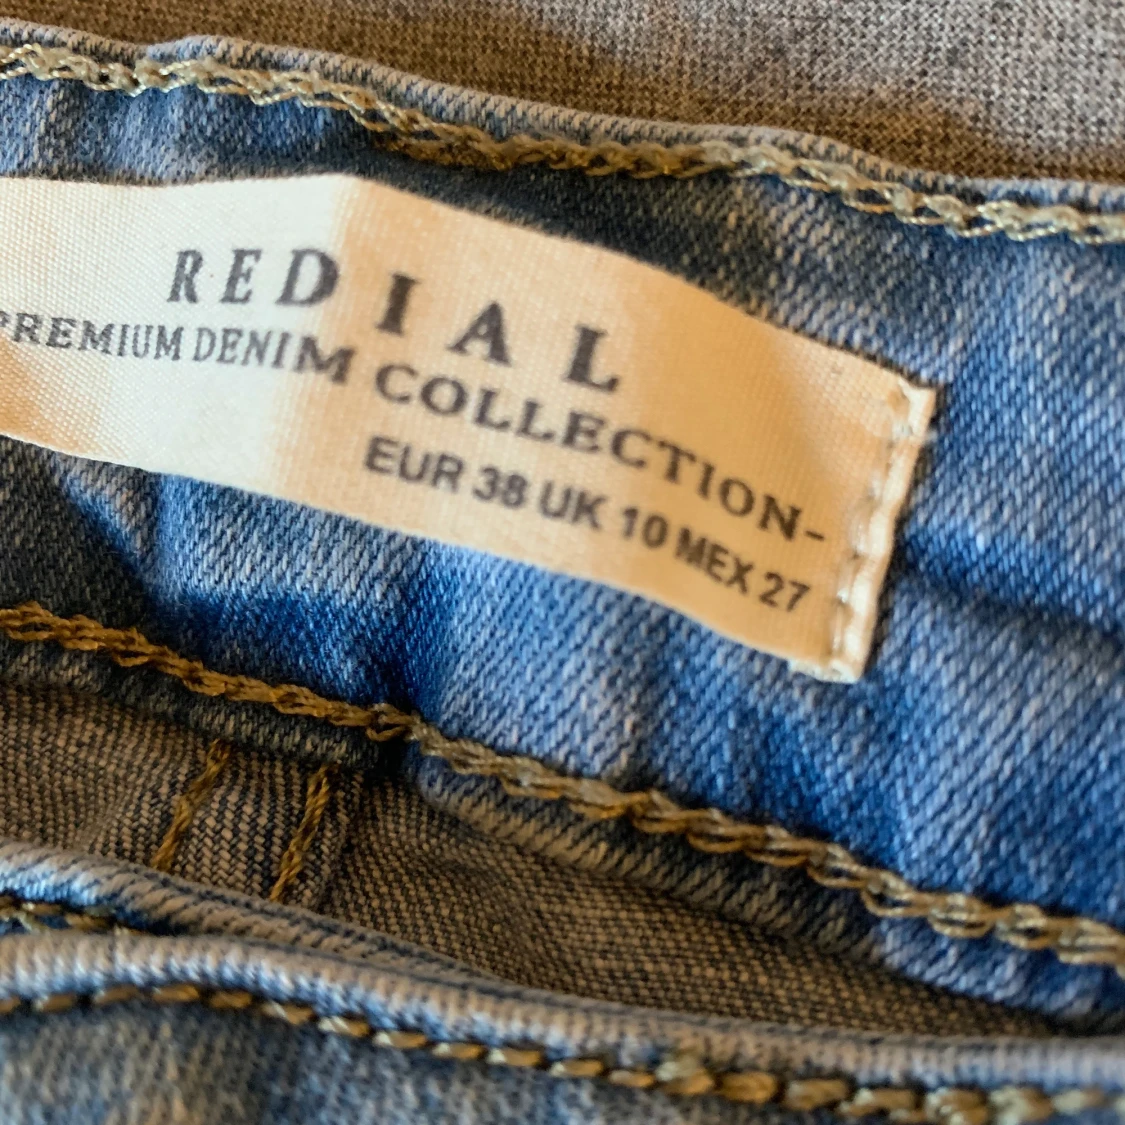 REDIAL
PREMIUM DENIM COLLECTION-
EUR 38 UK 10 MEX 27